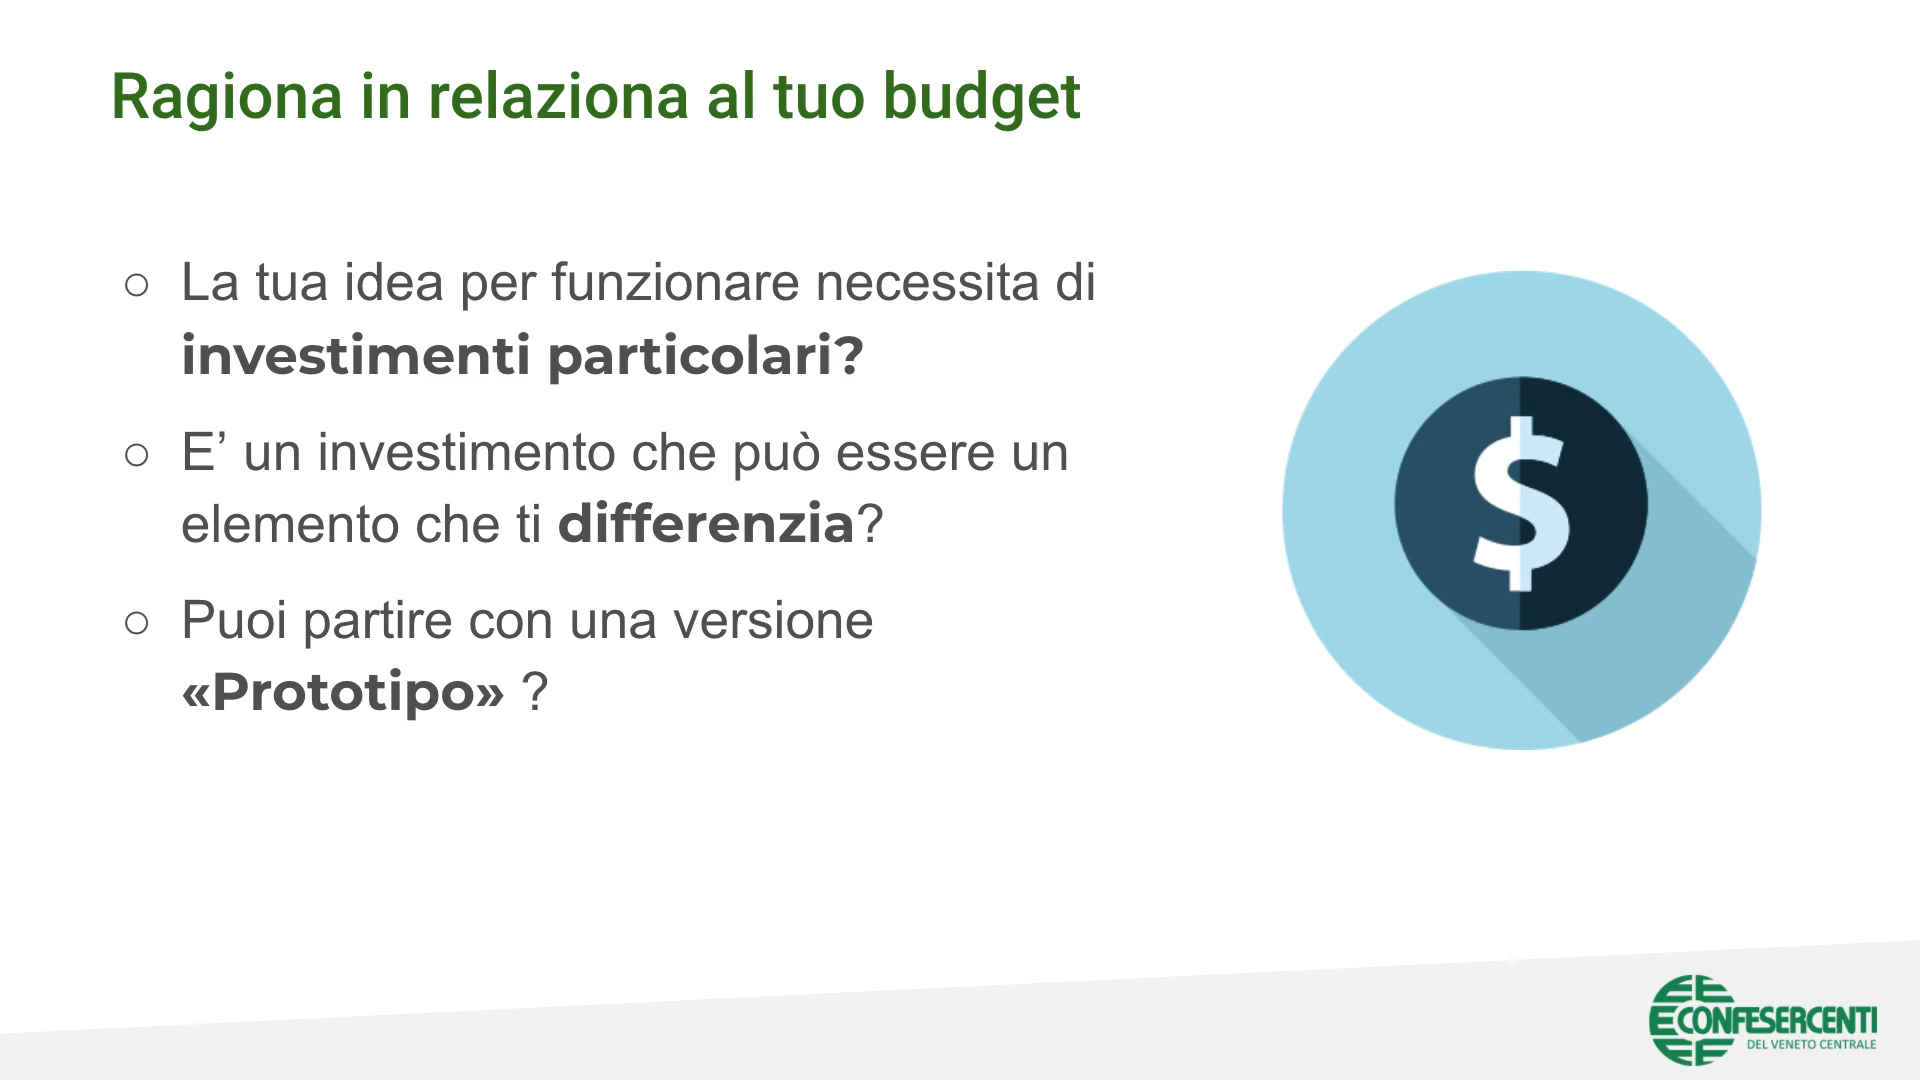 Ragiona in relaziona al tuo budget
○ La tua idea per funzionare necessita di
investimenti particolari?
○ E’ un investimento che può essere un
elemento che ti differenzia?
○ Puoi partire con una versione
«Prototipo» ?
$
CONFESERCENTI
DEL VENETO CENTRALE